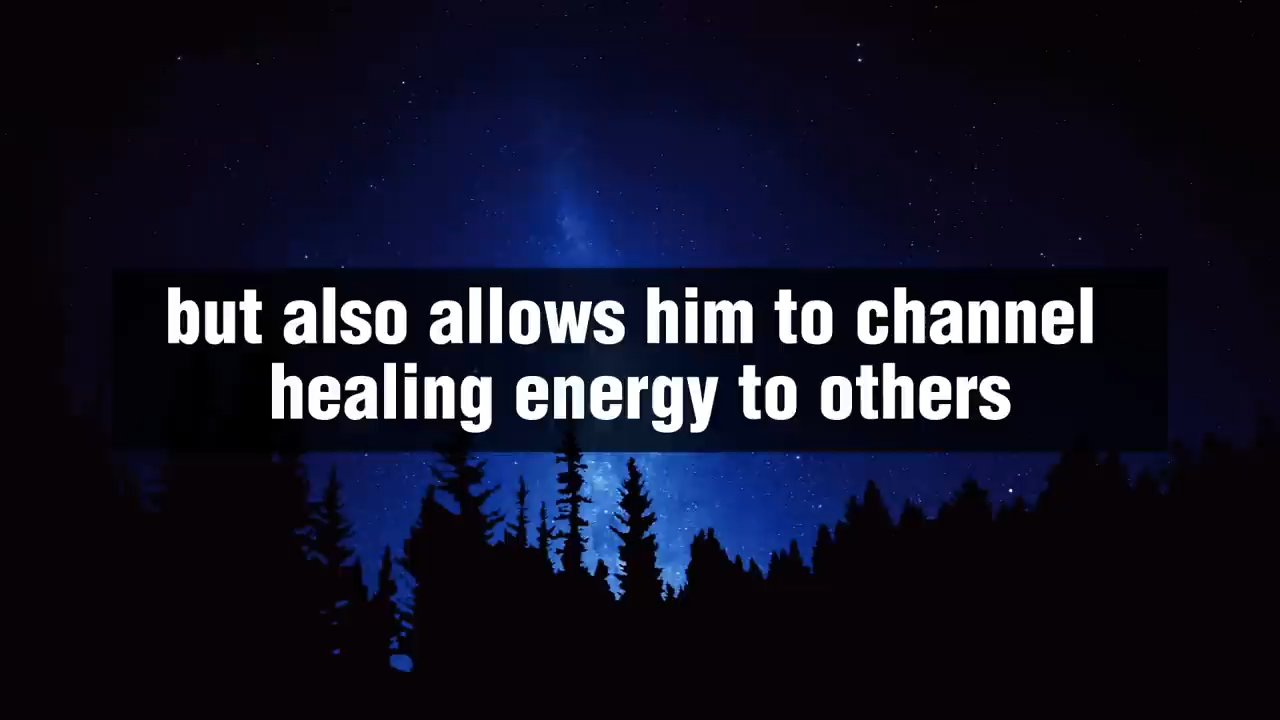 but also allows him to channel
healing energy to others